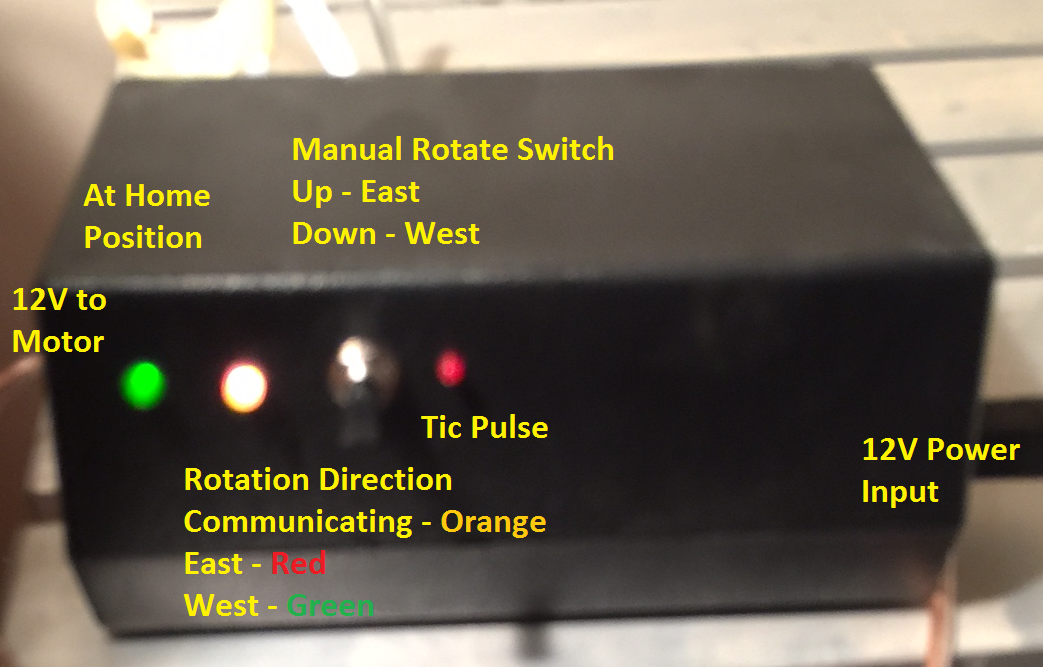 Manual Rotate Switch
Up - East
Down - West
At Home
Position
12V to
Motor
Tic Pulse
12V Power
Input
Rotation Direction
Communicating - Orange
East - Red
West - Green